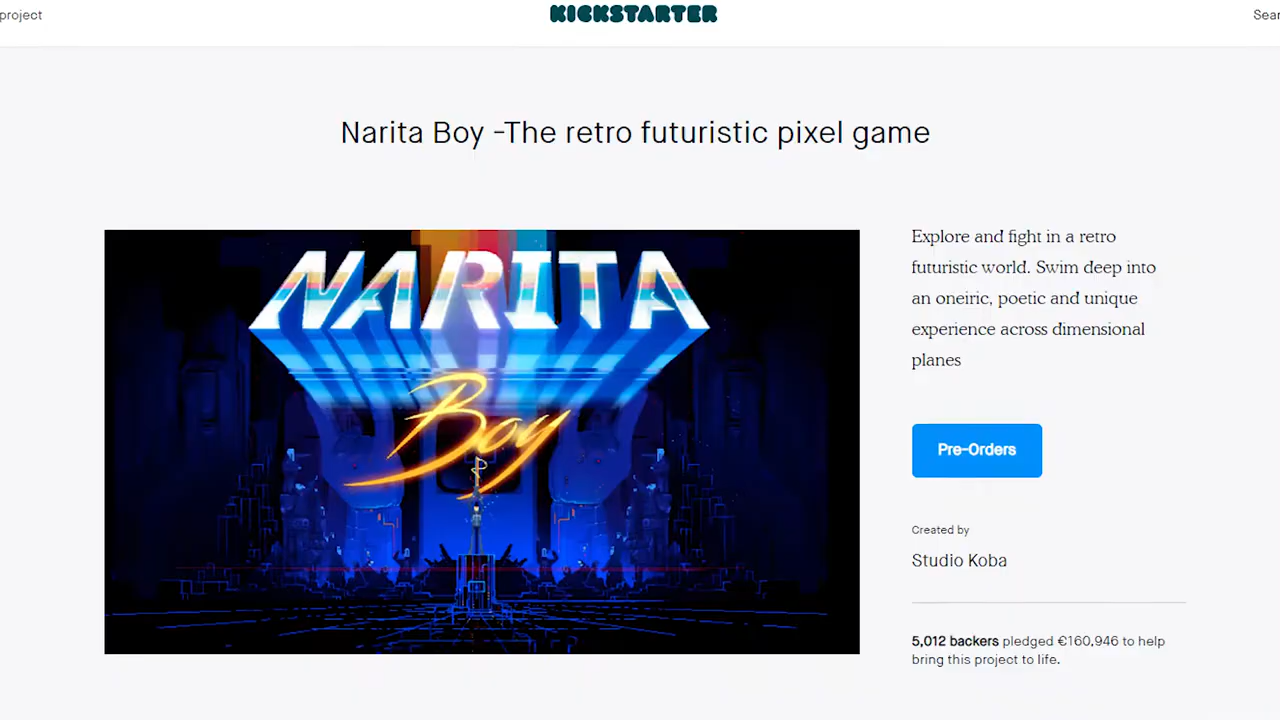 project
KICKSTARTER
Sear
Narita Boy -The retro futuristic pixel game
NARITA
Boy
Explore and fight in a retro
futuristic world. Swim deep into
an oneiric, poetic and unique
experience across dimensional
planes
Pre-Orders
Created by
Studio Koba
5,012 backers pledged €160,946 to help
bring this project to life.